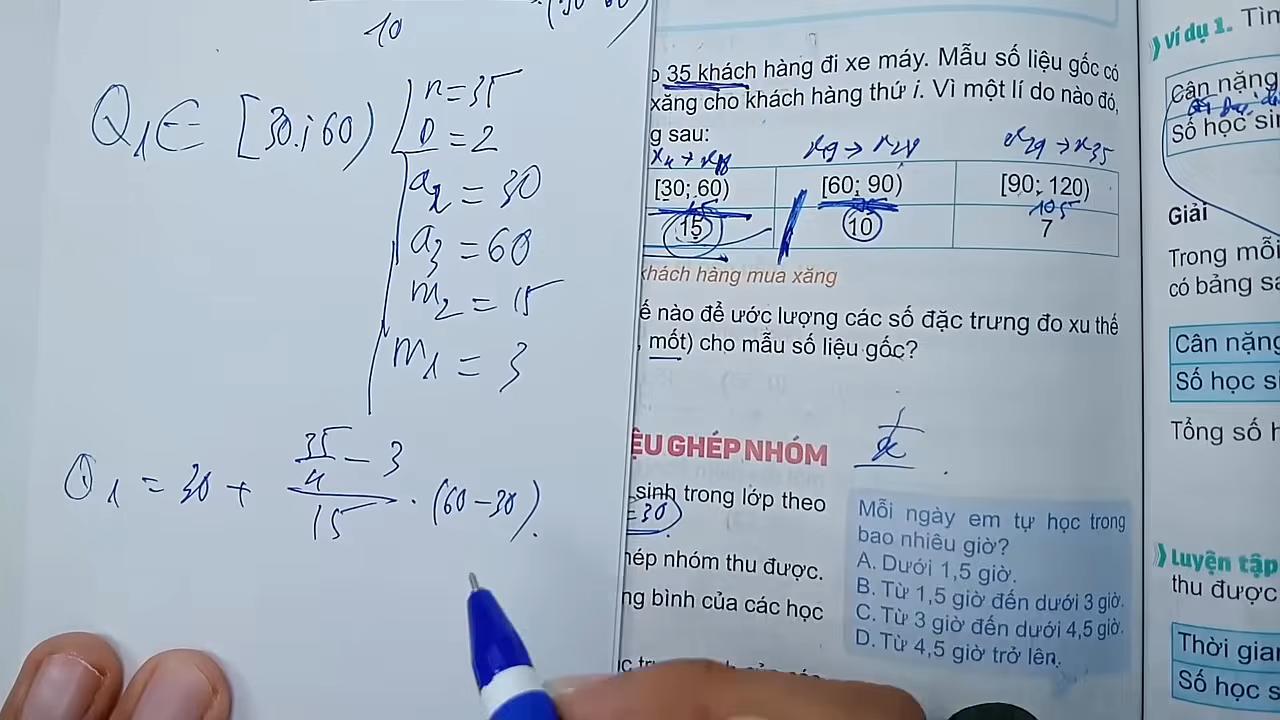 10
Q₁ ∈ [30; 60)
n = 35
p = 2
a₂ = 30
a₃ = 60
m₂ = 15
m₁ = 3
Q₁ = 30 + (35/4 − 3)/15 . (60 − 30).
35 khách hàng đi xe máy. Mẫu số liệu gốc có
xăng cho khách hàng thứ i. Vì một lí do nào đó,
g sau:
x₄ → x₁₈ x₁₉ → x₂₈ x₂₉ → x₃₅
[30; 60) [60; 90) [90; 120)
105
15 10 7
khách hàng mua xăng
ế nào để ước lượng các số đặc trưng đo xu thế
, mốt) cho mẫu số liệu gốc?
ỆU GHÉP NHÓM
sinh trong lớp theo
= 30)
hép nhóm thu được.
ng bình của các học
Mỗi ngày em tự học trong
bao nhiêu giờ?
A. Dưới 1,5 giờ.
B. Từ 1,5 giờ đến dưới 3 giờ.
C. Từ 3 giờ đến dưới 4,5 giờ.
D. Từ 4,5 giờ trở lên.
Ví dụ 1. Tìm
Cân nặng
Số học sin
Giải
Trong mỗi
có bảng sa
Cân nặng
Số học si
Tổng số h
Luyện tập
thu được
Thời gian
Số học s